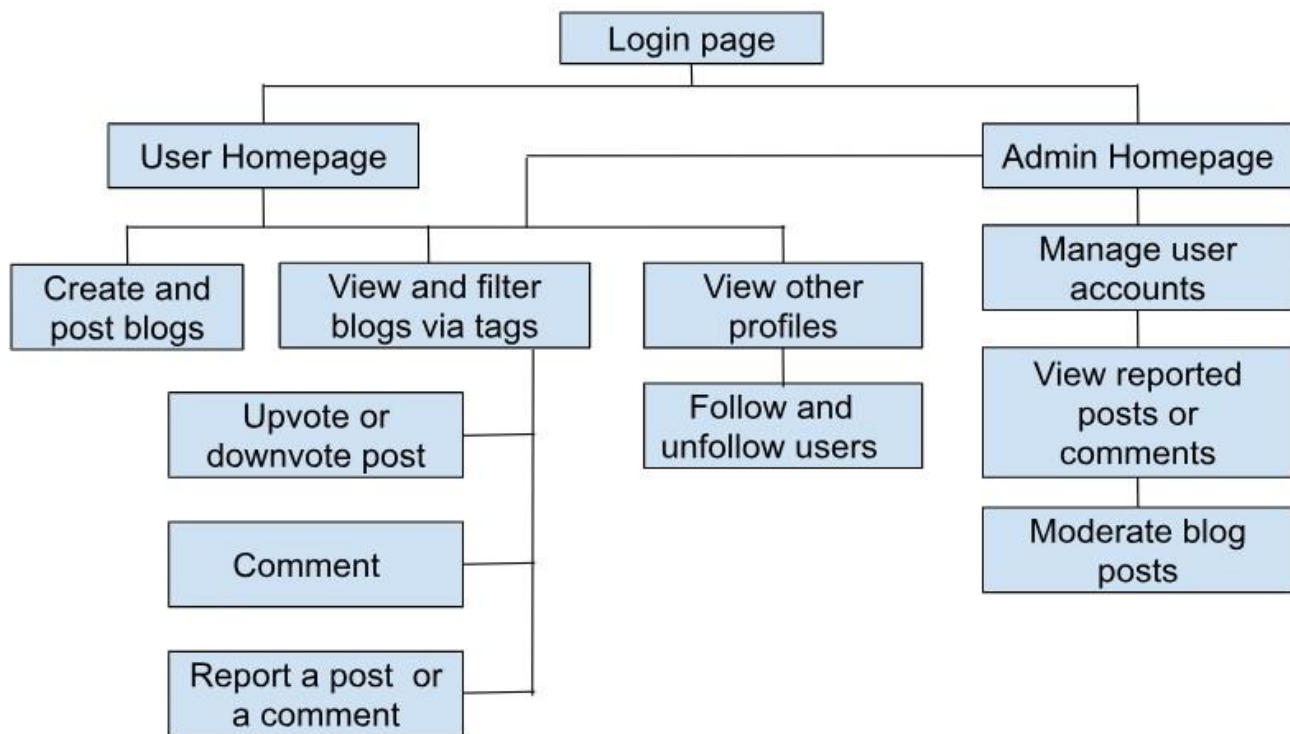 Login page
User Homepage
Admin Homepage
Create and
post blogs
View and filter
blogs via tags
View other
profiles
Manage user
accounts
Upvote or
downvote post
Follow and
unfollow users
View reported
posts or
comments
Comment
Moderate blog
posts
Report a post or
a comment